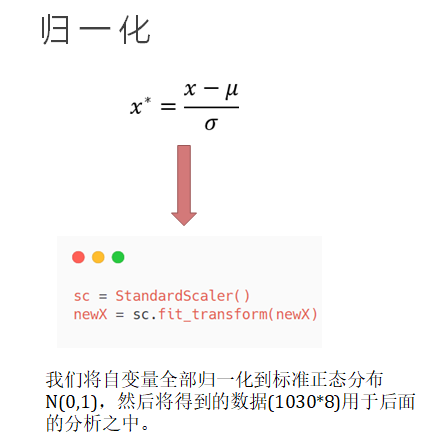 归一化
x* = (x − μ) / σ
sc = StandardScaler()
newX = sc.fit_transform(newX)
我们将自变量全部归一化到标准正态分布
N(0,1)，然后将得到的数据(1030*8)用于后面
的分析之中。